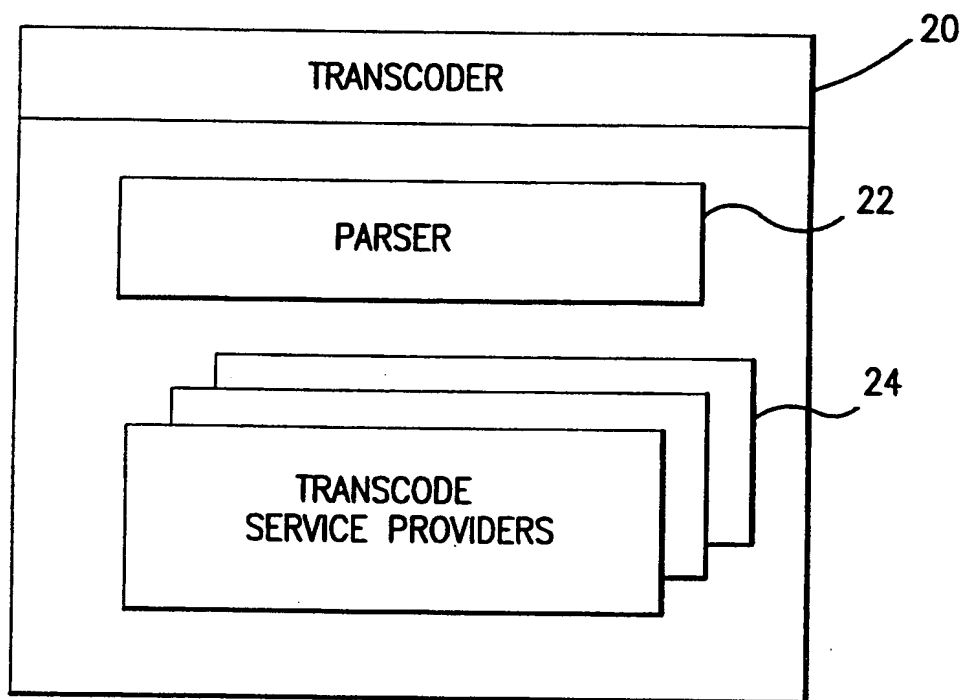 20
TRANSCODER
22
PARSER
24
TRANSCODE
SERVICE PROVIDERS